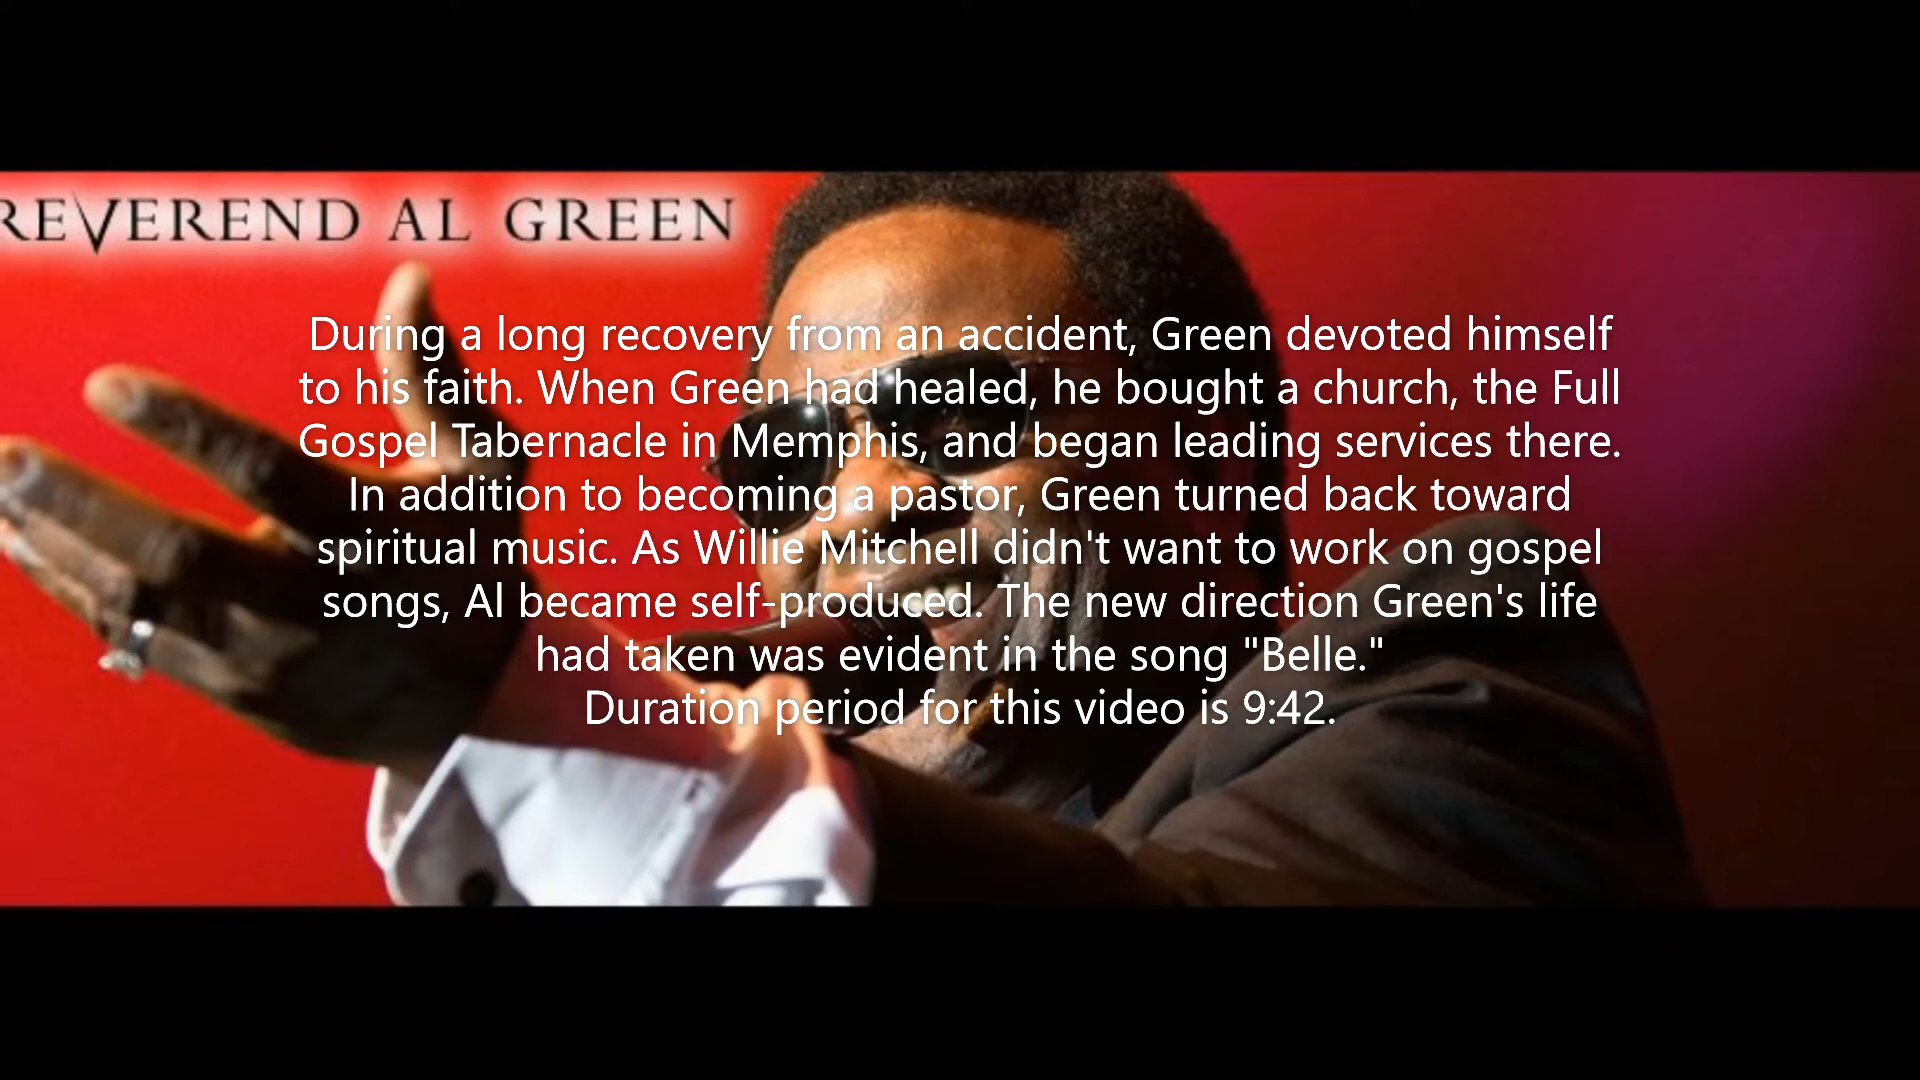 REVEREND AL GREEN
During a long recovery from an accident, Green devoted himself
to his faith. When Green had healed, he bought a church, the Full
Gospel Tabernacle in Memphis, and began leading services there.
In addition to becoming a pastor, Green turned back toward
spiritual music. As Willie Mitchell didn't want to work on gospel
songs, Al became self-produced. The new direction Green's life
had taken was evident in the song "Belle."
Duration period for this video is 9:42.